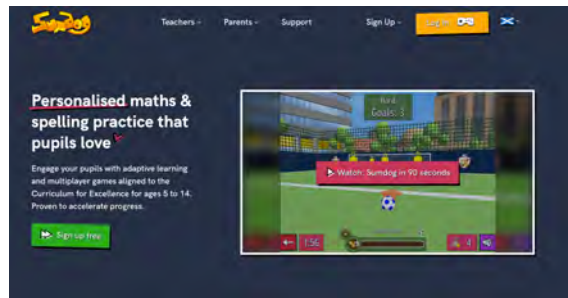 Sumdog
Teachers
Parents
Support
Sign Up
Log in
Personalised maths &
spelling practice that
pupils love
Engage your pupils with adaptive learning
and multiplayer games aligned to the
Curriculum for Excellence for ages 5 to 14.
Proven to accelerate progress.
Sign up free
Goals: 3
Watch: Sumdog in 90 seconds
1:56
4